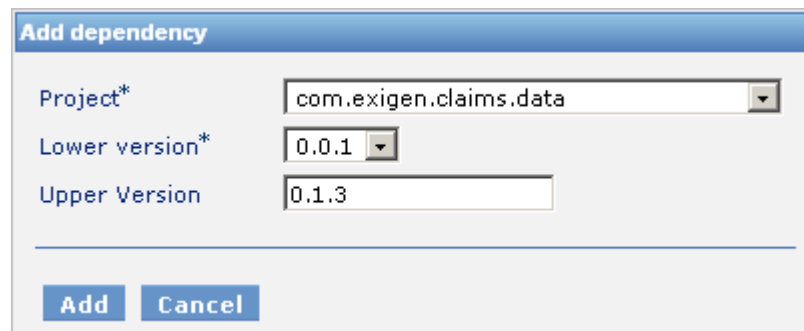 Add dependency
Project* com.exigen.claims.data
Lower version* 0.0.1
Upper Version 0.1.3
Add Cancel